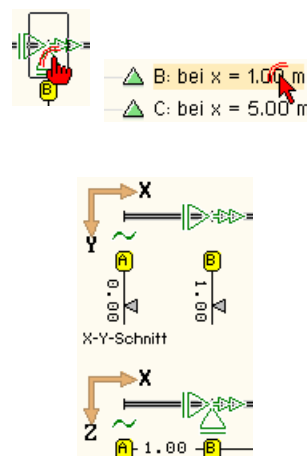 B
B: bei x = 1.00 m
C: bei x = 5.00 m
X
Y
A B
0.00 1.00
X-Y-Schnitt
X
Z
A 1.00 B